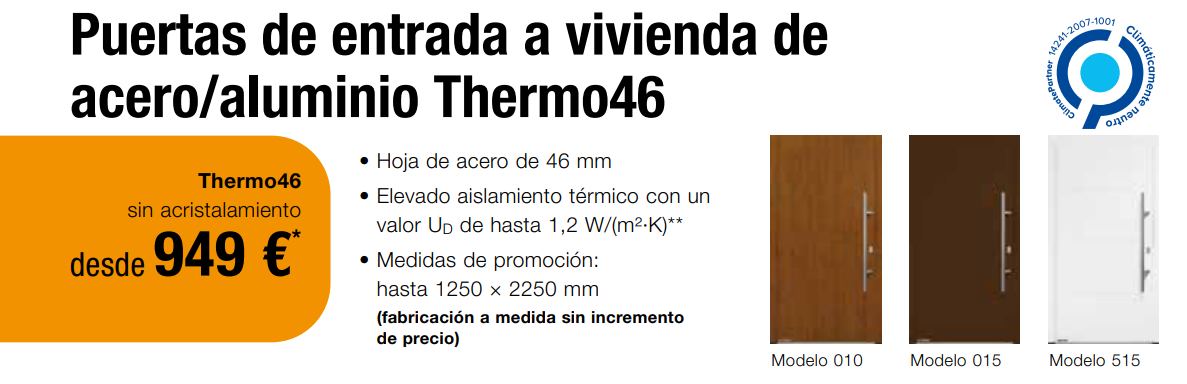 Puertas de entrada a vivienda de
acero/aluminio Thermo46
ClimatePartner 14241-2007-1001
Climáticamente neutro
Thermo46
sin acristalamiento
desde 949 €*
• Hoja de acero de 46 mm
• Elevado aislamiento térmico con un
valor UD de hasta 1,2 W/(m²·K)**
• Medidas de promoción:
hasta 1250 × 2250 mm
(fabricación a medida sin incremento
de precio)
Modelo 010
Modelo 015
Modelo 515